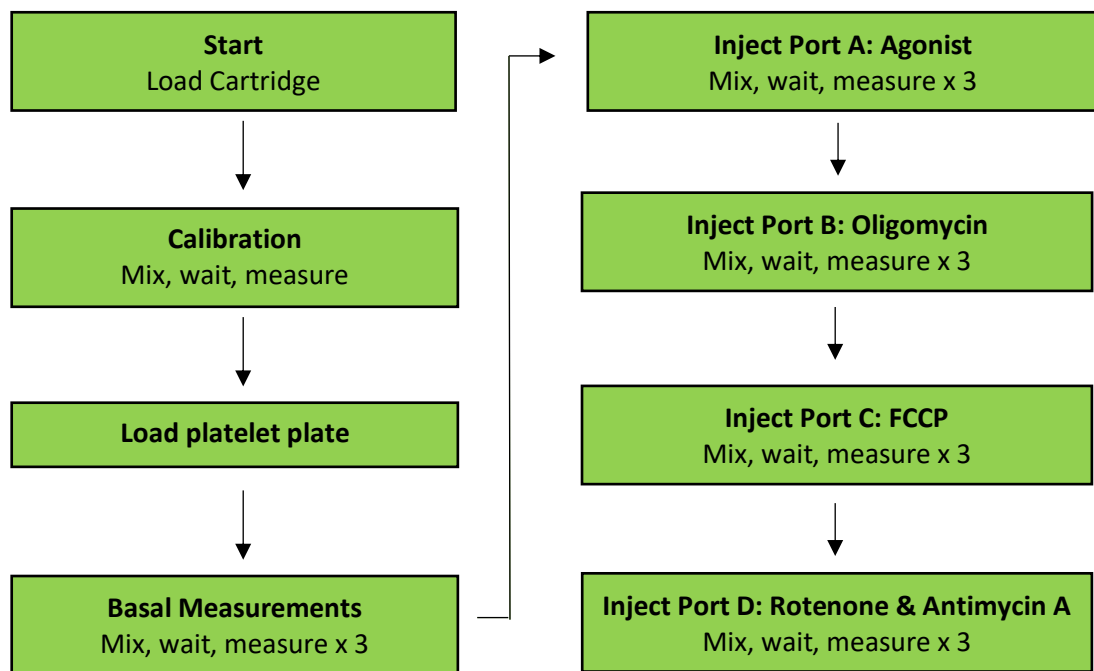 Start
Load Cartridge
Calibration
Mix, wait, measure
Load platelet plate
Basal Measurements
Mix, wait, measure x 3
Inject Port A: Agonist
Mix, wait, measure x 3
Inject Port B: Oligomycin
Mix, wait, measure x 3
Inject Port C: FCCP
Mix, wait, measure x 3
Inject Port D: Rotenone & Antimycin A
Mix, wait, measure x 3